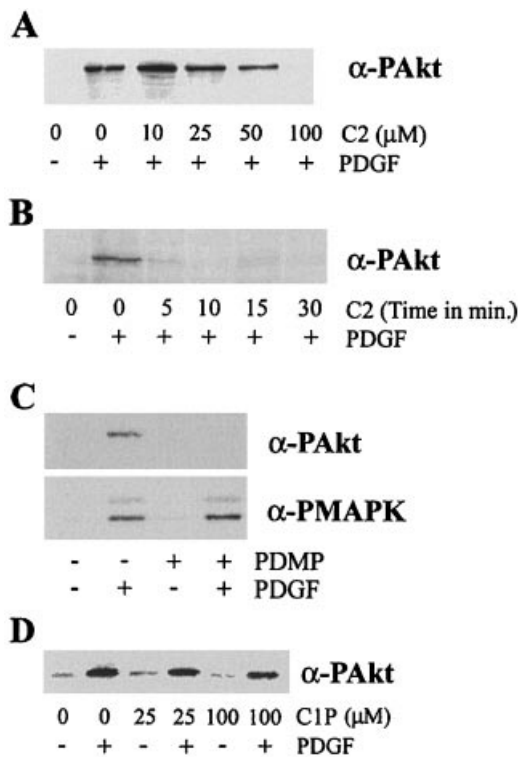 A
α-PAkt
0 0 10 25 50 100 C2 (μM)
- + + + + + PDGF
B
α-PAkt
0 0 5 10 15 30 C2 (Time in min.)
- + + + + + PDGF
C
α-PAkt
α-PMAPK
- - + + PDMP
- + - + PDGF
D
α-PAkt
0 0 25 25 100 100 C1P (μM)
- + - + - + PDGF